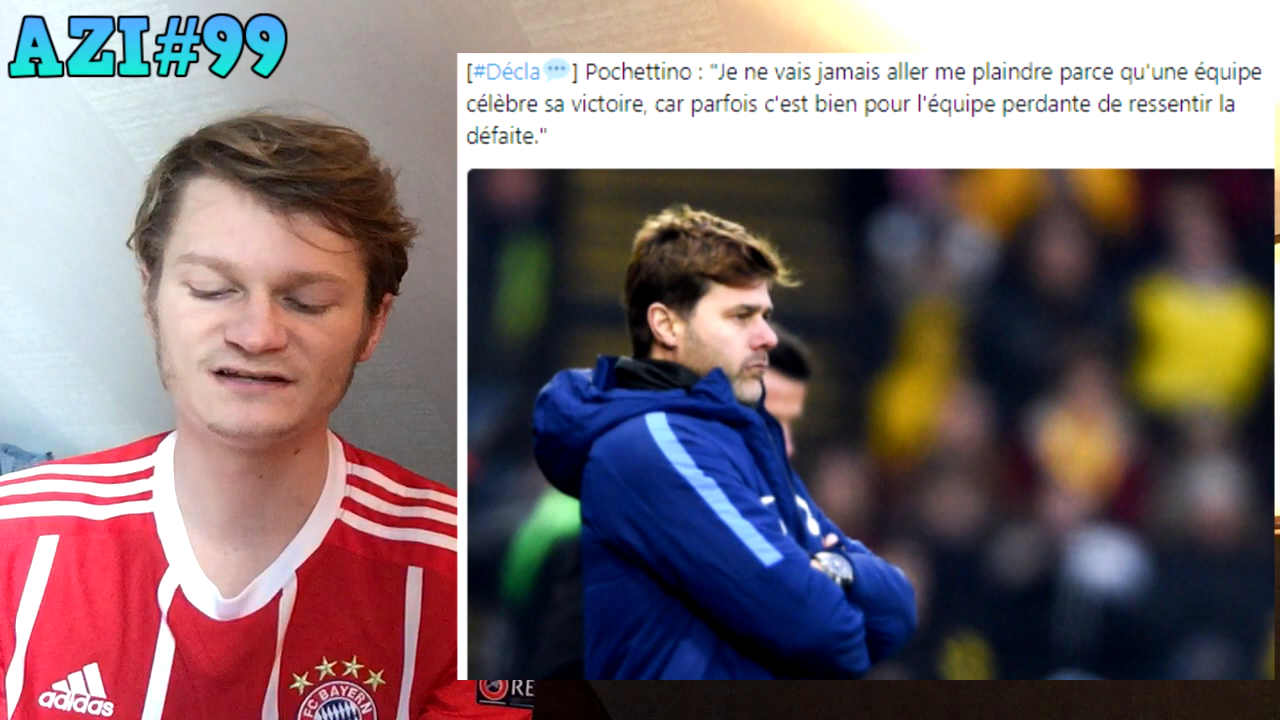 AZI#99
[#Décla💬] Pochettino : "Je ne vais jamais aller me plaindre parce qu'une équipe
célèbre sa victoire, car parfois c'est bien pour l'équipe perdante de ressentir la
défaite."
adidas
FC BAYERN
RE